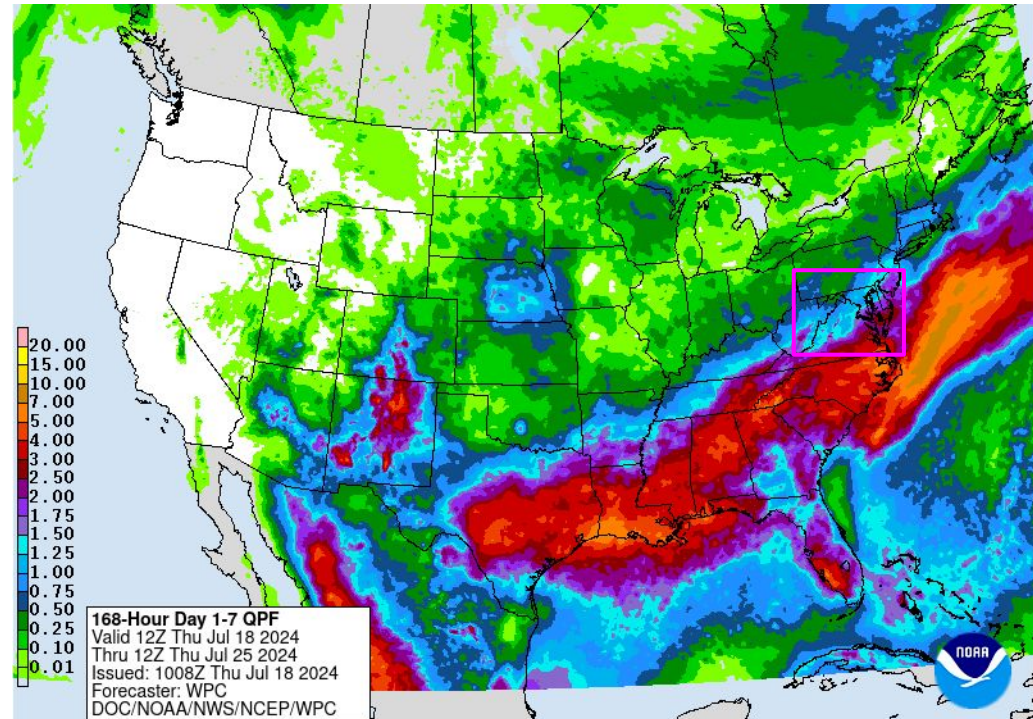 20.00
15.00
10.00
7.00
5.00
4.00
3.00
2.50
2.00
1.75
1.50
1.25
1.00
0.75
0.50
0.25
0.10
0.01
168-Hour Day 1-7 QPF
Valid 12Z Thu Jul 18 2024
Thru 12Z Thu Jul 25 2024
Issued: 1008Z Thu Jul 18 2024
Forecaster: WPC
DOC/NOAA/NWS/NCEP/WPC
NOAA